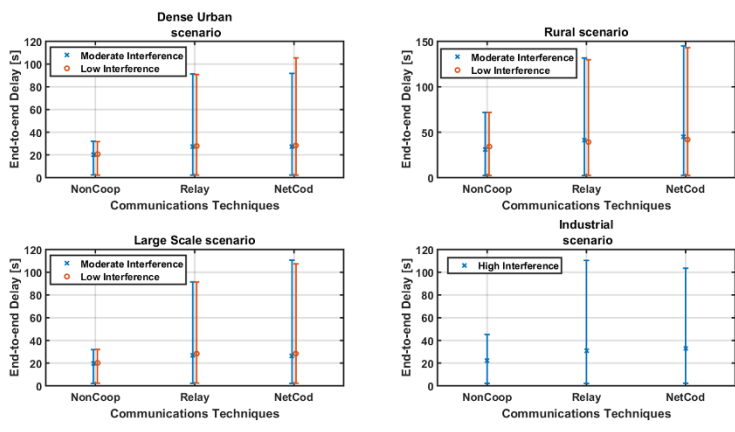 Dense Urban
scenario
120
100
80
60
40
20
0
End-to-end Delay [s]
Moderate Interference
Low Interference
NonCoop Relay NetCod
Communications Techniques
Rural scenario
150
100
50
0
End-to-end Delay [s]
Moderate Interference
Low Interference
NonCoop Relay NetCod
Communications Techniques
Large Scale scenario
120
100
80
60
40
20
0
End-to-end Delay [s]
Moderate Interference
Low Interference
NonCoop Relay NetCod
Communications Techniques
Industrial
scenario
120
100
80
60
40
20
0
End-to-end Delay [s]
High Interference
NonCoop Relay NetCod
Communications Techniques